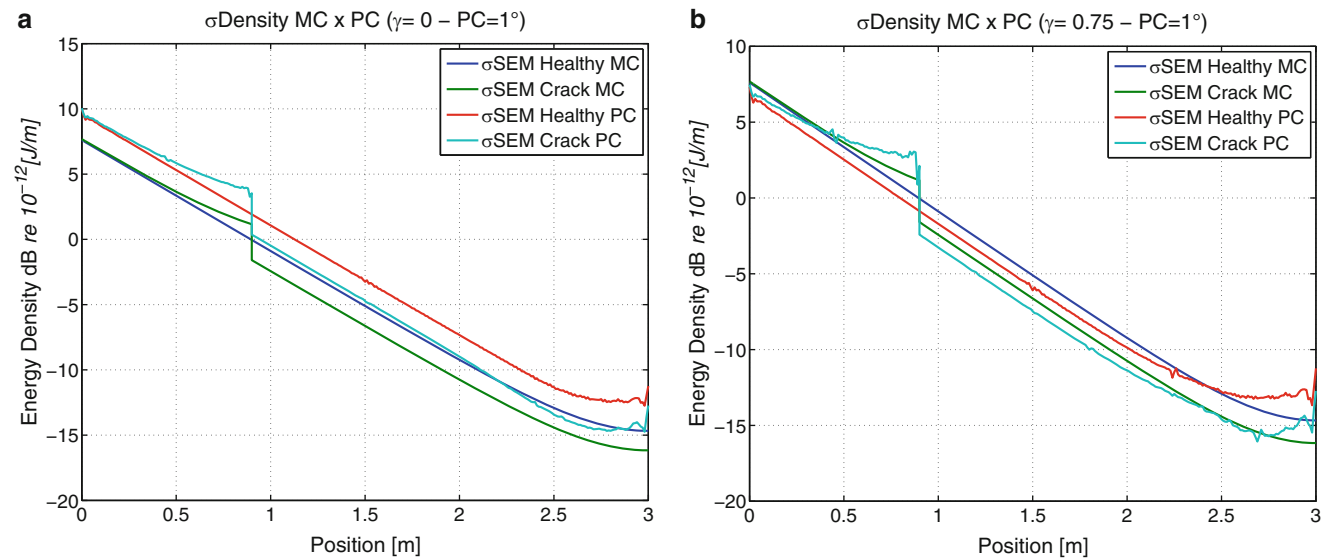 a
σDensity MC x PC (γ= 0 − PC=1°)
15
10
5
0
−5
−10
−15
−20
Energy Density dB re 10⁻¹²[J/m]
σSEM Healthy MC
σSEM Crack MC
σSEM Healthy PC
σSEM Crack PC
0 0.5 1 1.5 2 2.5 3
Position [m]
b
σDensity MC x PC (γ= 0.75 − PC=1°)
10
5
0
−5
−10
−15
−20
Energy Density dB re 10⁻¹²[J/m]
σSEM Healthy MC
σSEM Crack MC
σSEM Healthy PC
σSEM Crack PC
0 0.5 1 1.5 2 2.5 3
Position [m]